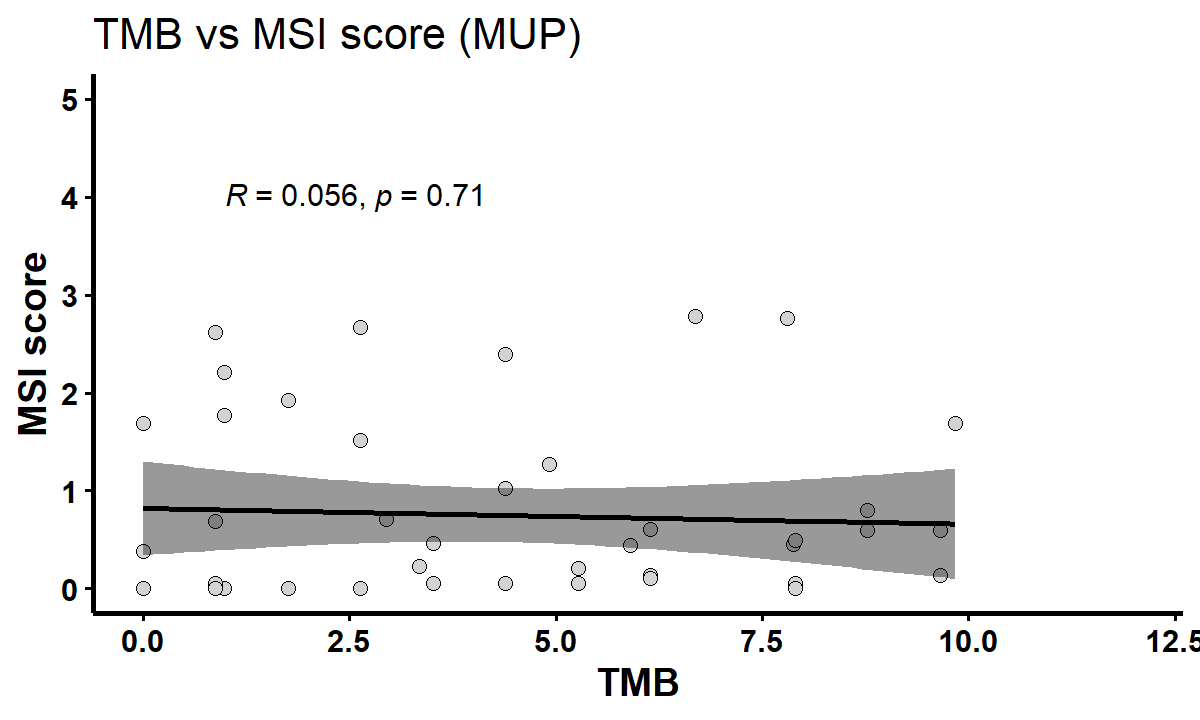 TMB vs MSI score (MUP)
5
R = 0.056, p = 0.71
4
MSI score
3
2
1
0
0.0 2.5 5.0 7.5 10.0 12.5
TMB